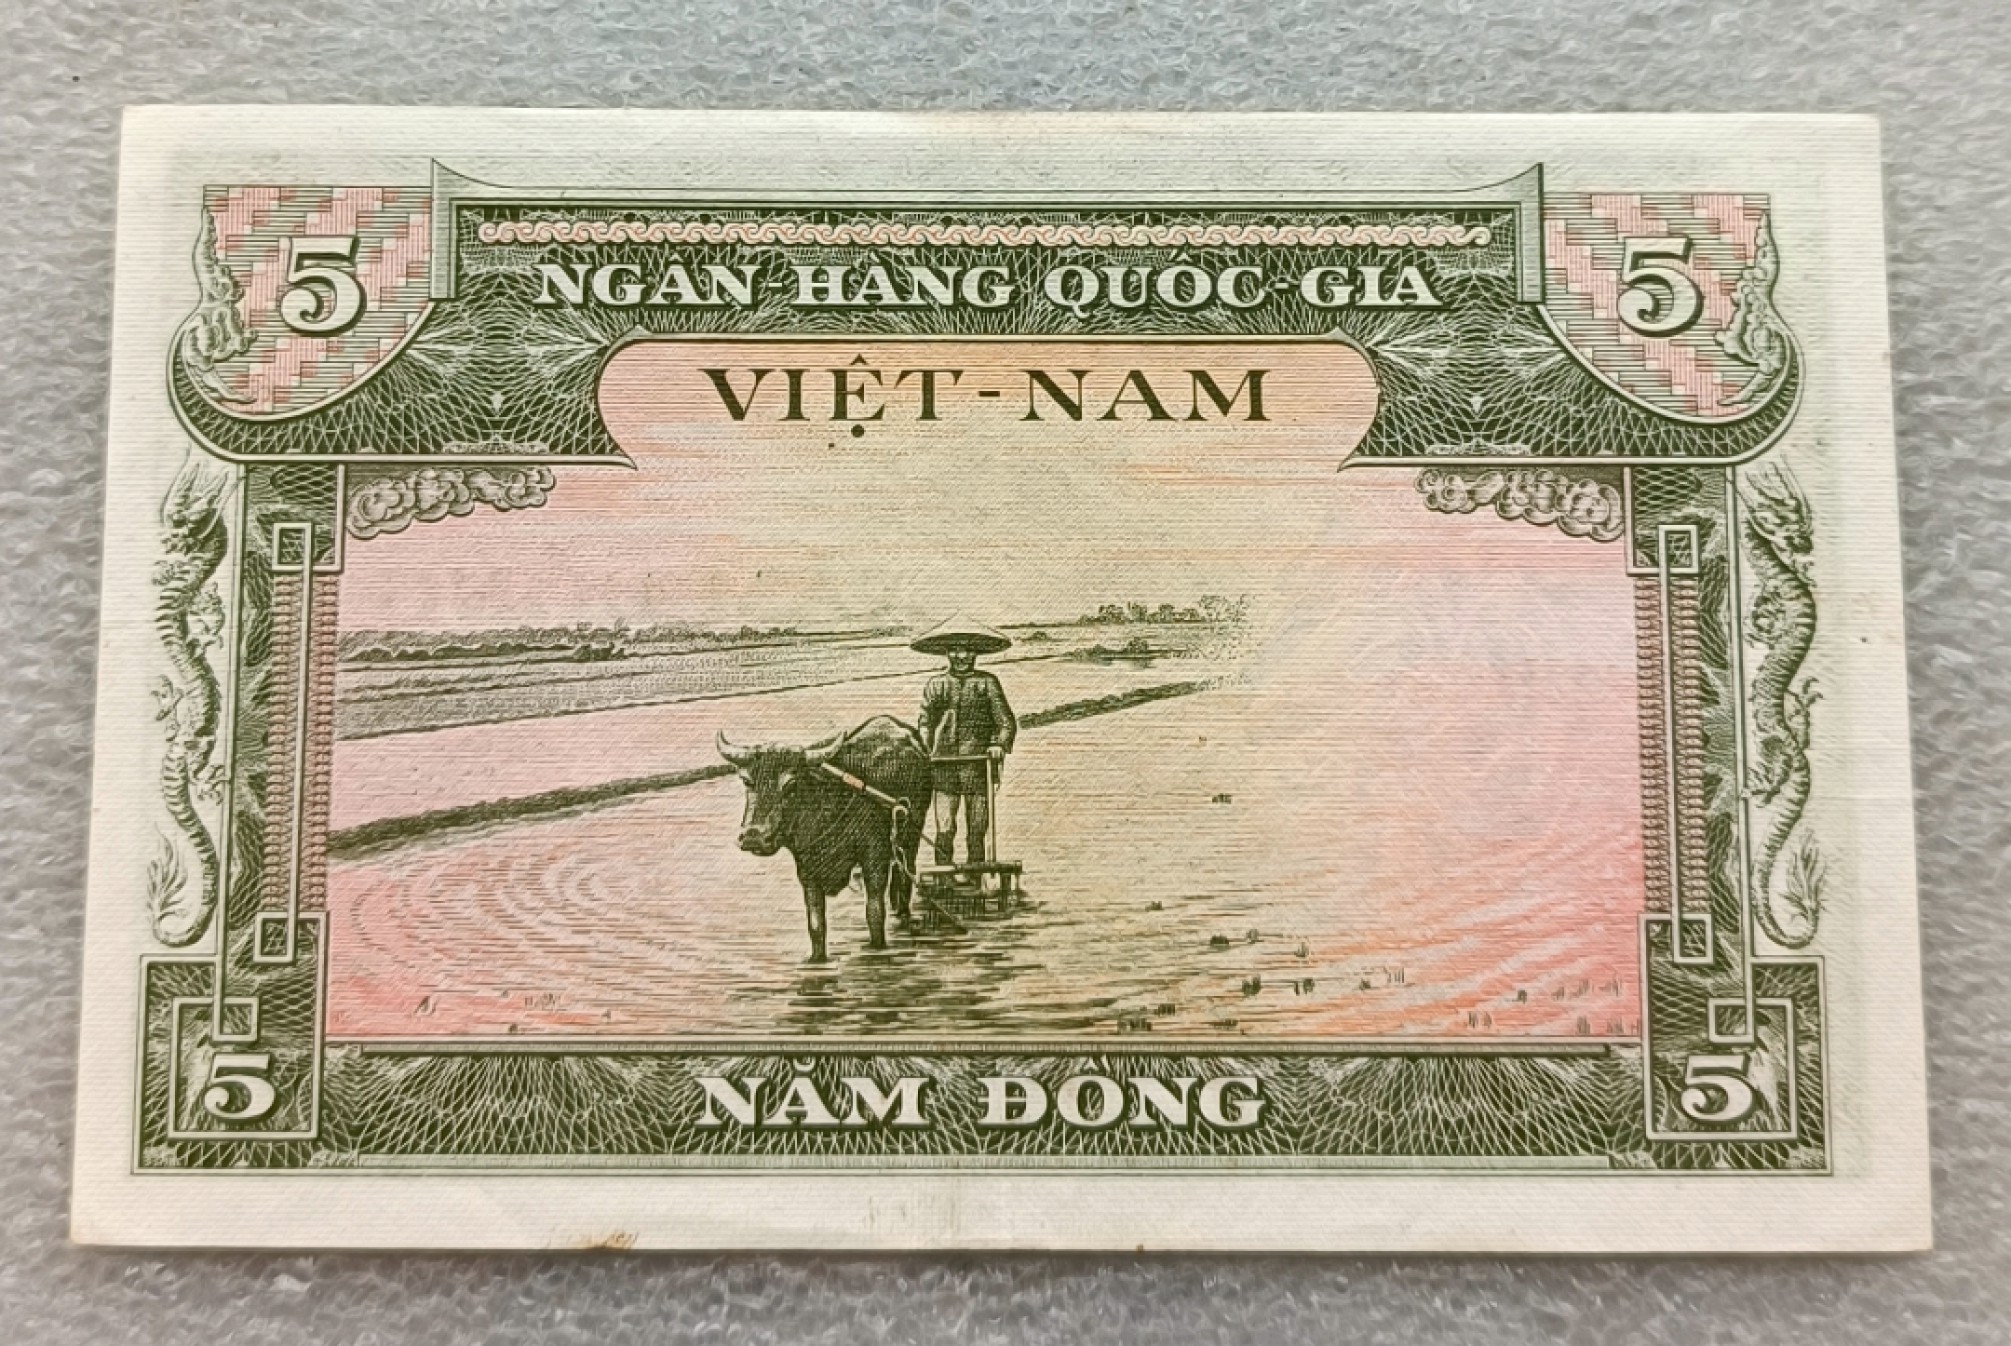 5 5
NGÂN-HÀNG QUỐC-GIA
VIỆT-NAM
5 NĂM ĐỒNG 5